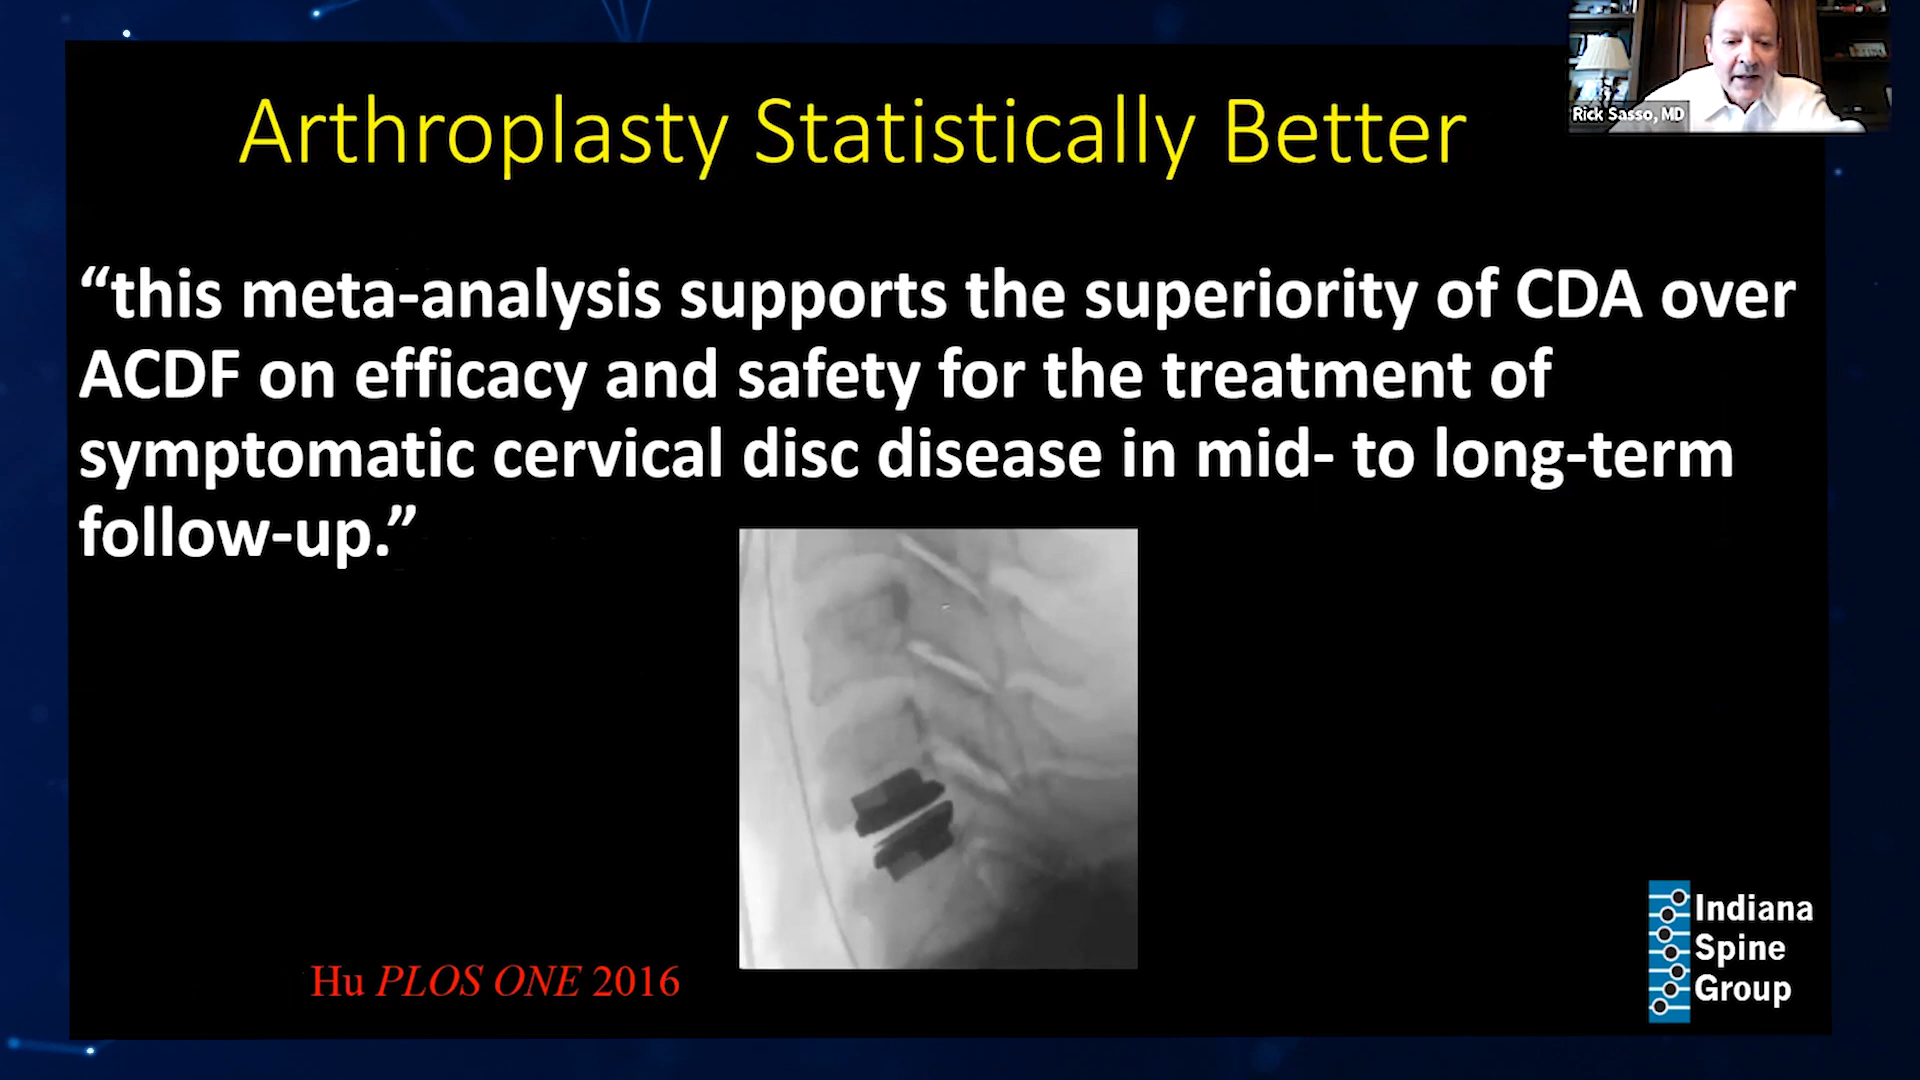 Rick Sasso, MD
Arthroplasty Statistically Better
“this meta-analysis supports the superiority of CDA over
ACDF on efficacy and safety for the treatment of
symptomatic cervical disc disease in mid- to long-term
follow-up.”
Hu PLOS ONE 2016
Indiana
Spine
Group